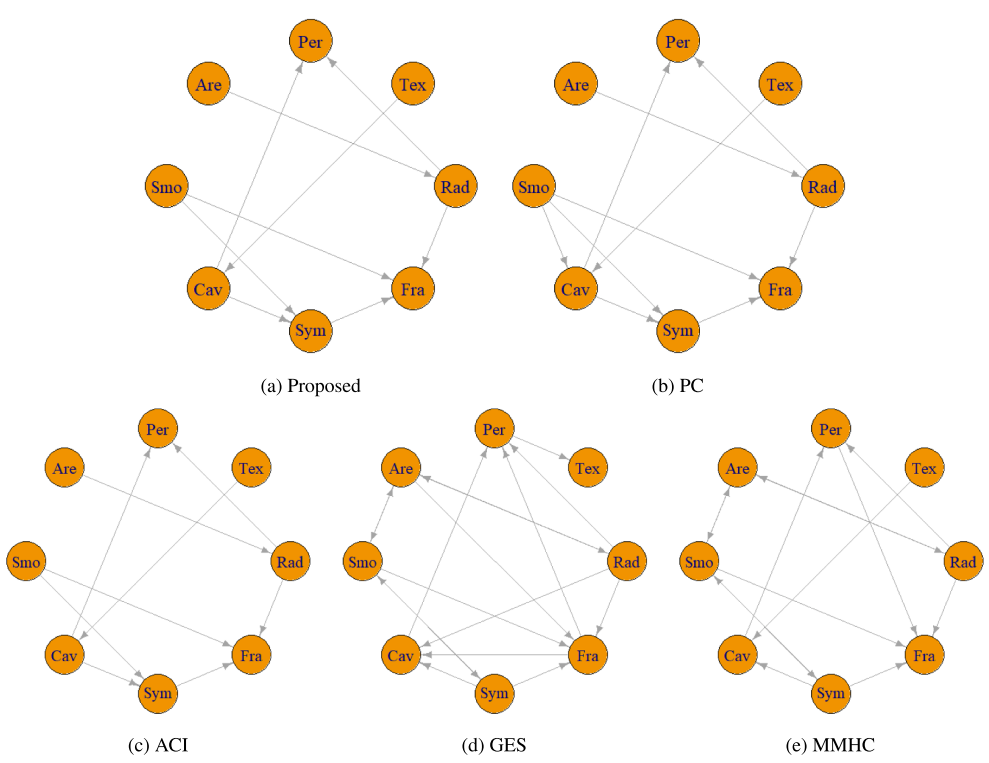 Per
Are
Tex
Smo
Rad
Cav
Fra
Sym
(a) Proposed
Per
Are
Tex
Smo
Rad
Cav
Fra
Sym
(b) PC
Per
Are
Tex
Smo
Rad
Cav
Fra
Sym
(c) ACI
Per
Are
Tex
Smo
Rad
Cav
Fra
Sym
(d) GES
Per
Are
Tex
Smo
Rad
Cav
Fra
Sym
(e) MMHC